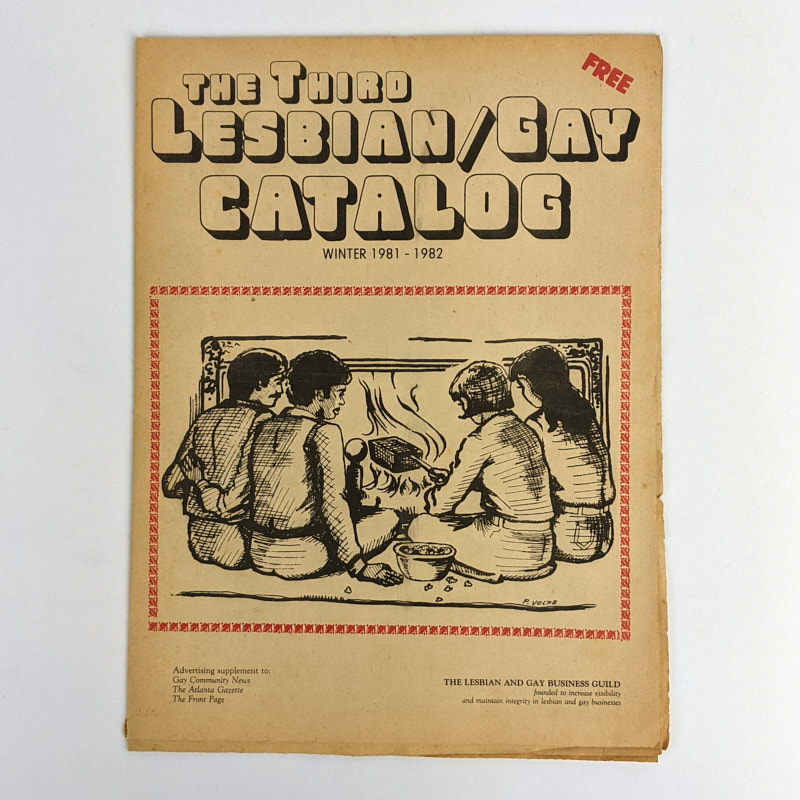 FREE
THE THIRD
LESBIAN/GAY
CATALOG
WINTER 1981 - 1982
P. VOLPE
Advertising supplement to:
Gay Community News
The Atlanta Gazette
The Front Page
THE LESBIAN AND GAY BUSINESS GUILD
founded to increase visibility
and maintain integrity in lesbian and gay businesses